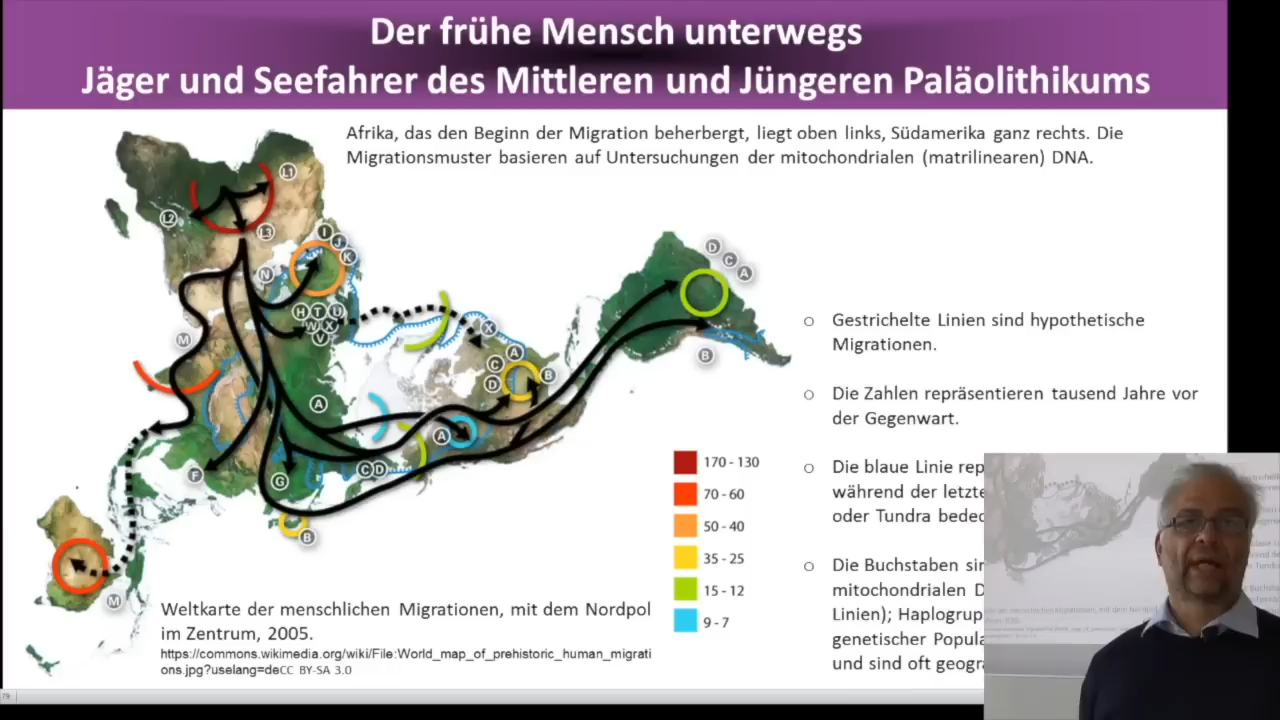 Der frühe Mensch unterwegs
Jäger und Seefahrer des Mittleren und Jüngeren Paläolithikums
Afrika, das den Beginn der Migration beherbergt, liegt oben links, Südamerika ganz rechts. Die
Migrationsmuster basieren auf Untersuchungen der mitochondrialen (matrilinearen) DNA.
L1
L2
L3
I
J
K
N
H T U
W X
V
M
X
A
C
D
B
D
C
A
B
A
A
C D
F
G
B
M
Gestrichelte Linien sind hypothetische
Migrationen.
Die Zahlen repräsentieren tausend Jahre vor
der Gegenwart.
Die blaue Linie rep
während der letzte
oder Tundra bedec
Die Buchstaben sin
mitochondrialen D
Linien); Haplogrup
genetischer Popula
und sind oft geogra
170 - 130
70 - 60
50 - 40
35 - 25
15 - 12
9 - 7
Weltkarte der menschlichen Migrationen, mit dem Nordpol
im Zentrum, 2005.
https://commons.wikimedia.org/wiki/File:World_map_of_prehistoric_human_migrati
ons.jpg?uselang=deCC BY-SA 3.0
79